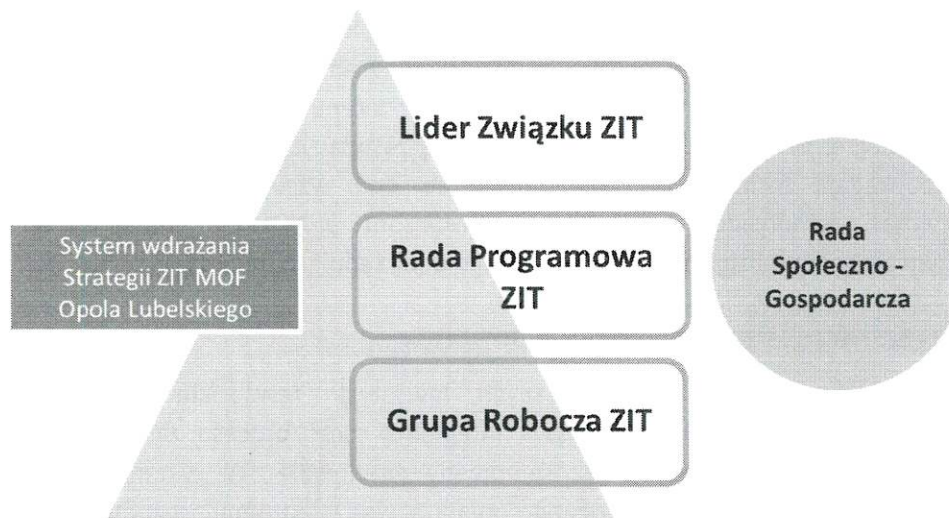 Lider Związku ZIT
System wdrażania
Strategii ZIT MOF
Opola Lubelskiego
Rada Programowa
ZIT
Rada
Społeczno -
Gospodarcza
Grupa Robocza ZIT